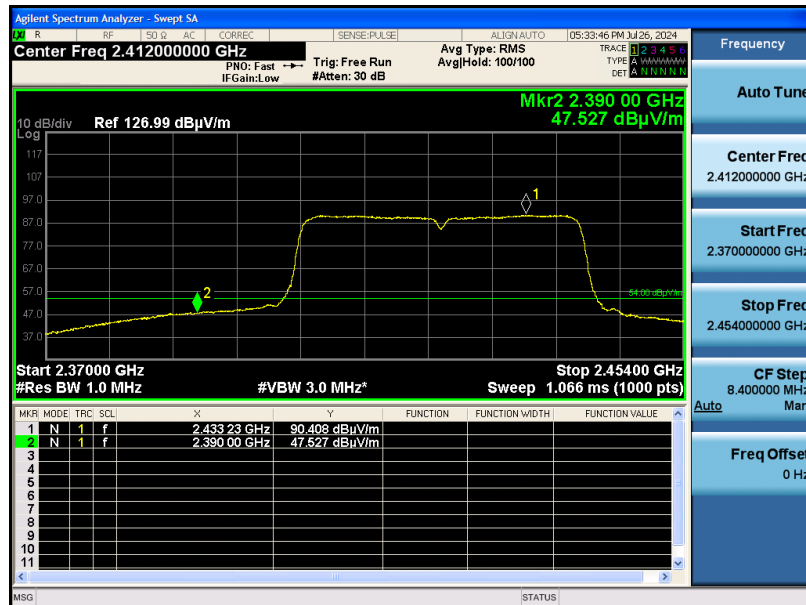 Agilent Spectrum Analyzer - Swept SA
LXI R RF 50 Ω AC CORREC SENSE:PULSE ALIGN AUTO 05:33:46 PM Jul 26, 2024
Center Freq 2.412000000 GHz
PNO: Fast
IFGain:Low
Trig: Free Run
#Atten: 30 dB
Avg Type: RMS
Avg|Hold: 100/100
TRACE 1 2 3 4 5 6
TYPE A WWWWW
DET A N N N N N
Mkr2 2.390 00 GHz
47.527 dBµV/m
10 dB/div Ref 126.99 dBµV/m
Log
117
107
97.0
87.0
77.0
67.0
57.0
47.0
37.0
1
2
54.00 dBµV/m
Start 2.37000 GHz Stop 2.45400 GHz
#Res BW 1.0 MHz #VBW 3.0 MHz* Sweep 1.066 ms (1000 pts)
MKR MODE TRC SCL X Y FUNCTION FUNCTION WIDTH FUNCTION VALUE
1 N 1 f 2.433 23 GHz 90.408 dBµV/m
2 N 1 f 2.390 00 GHz 47.527 dBµV/m
3
4
5
6
7
8
9
10
11
MSG STATUS
Frequency
Auto Tune
Center Freq
2.412000000 GHz
Start Freq
2.370000000 GHz
Stop Freq
2.454000000 GHz
CF Step
8.400000 MHz
Auto Man
Freq Offset
0 Hz